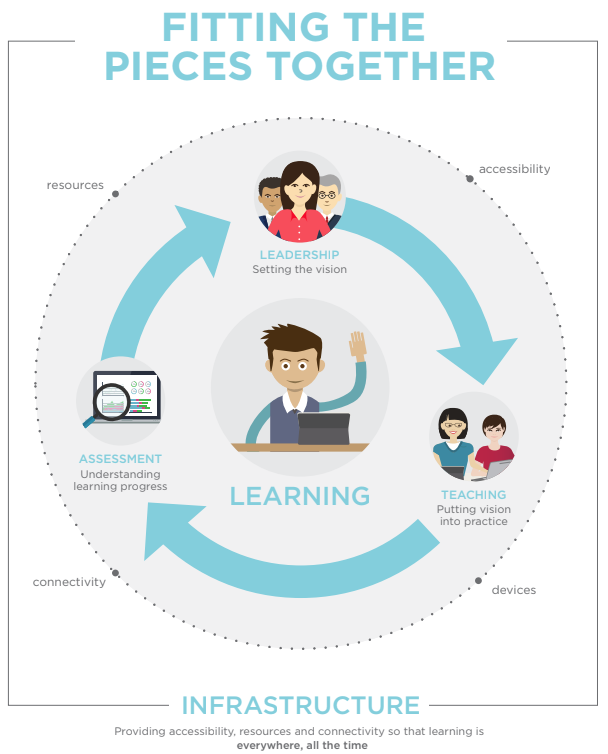 FITTING THE
PIECES TOGETHER
resources
accessibility
LEADERSHIP
Setting the vision
ASSESSMENT
Understanding
learning progress
LEARNING
TEACHING
Putting vision
into practice
connectivity
devices
INFRASTRUCTURE
Providing accessibility, resources and connectivity so that learning is
everywhere, all the time